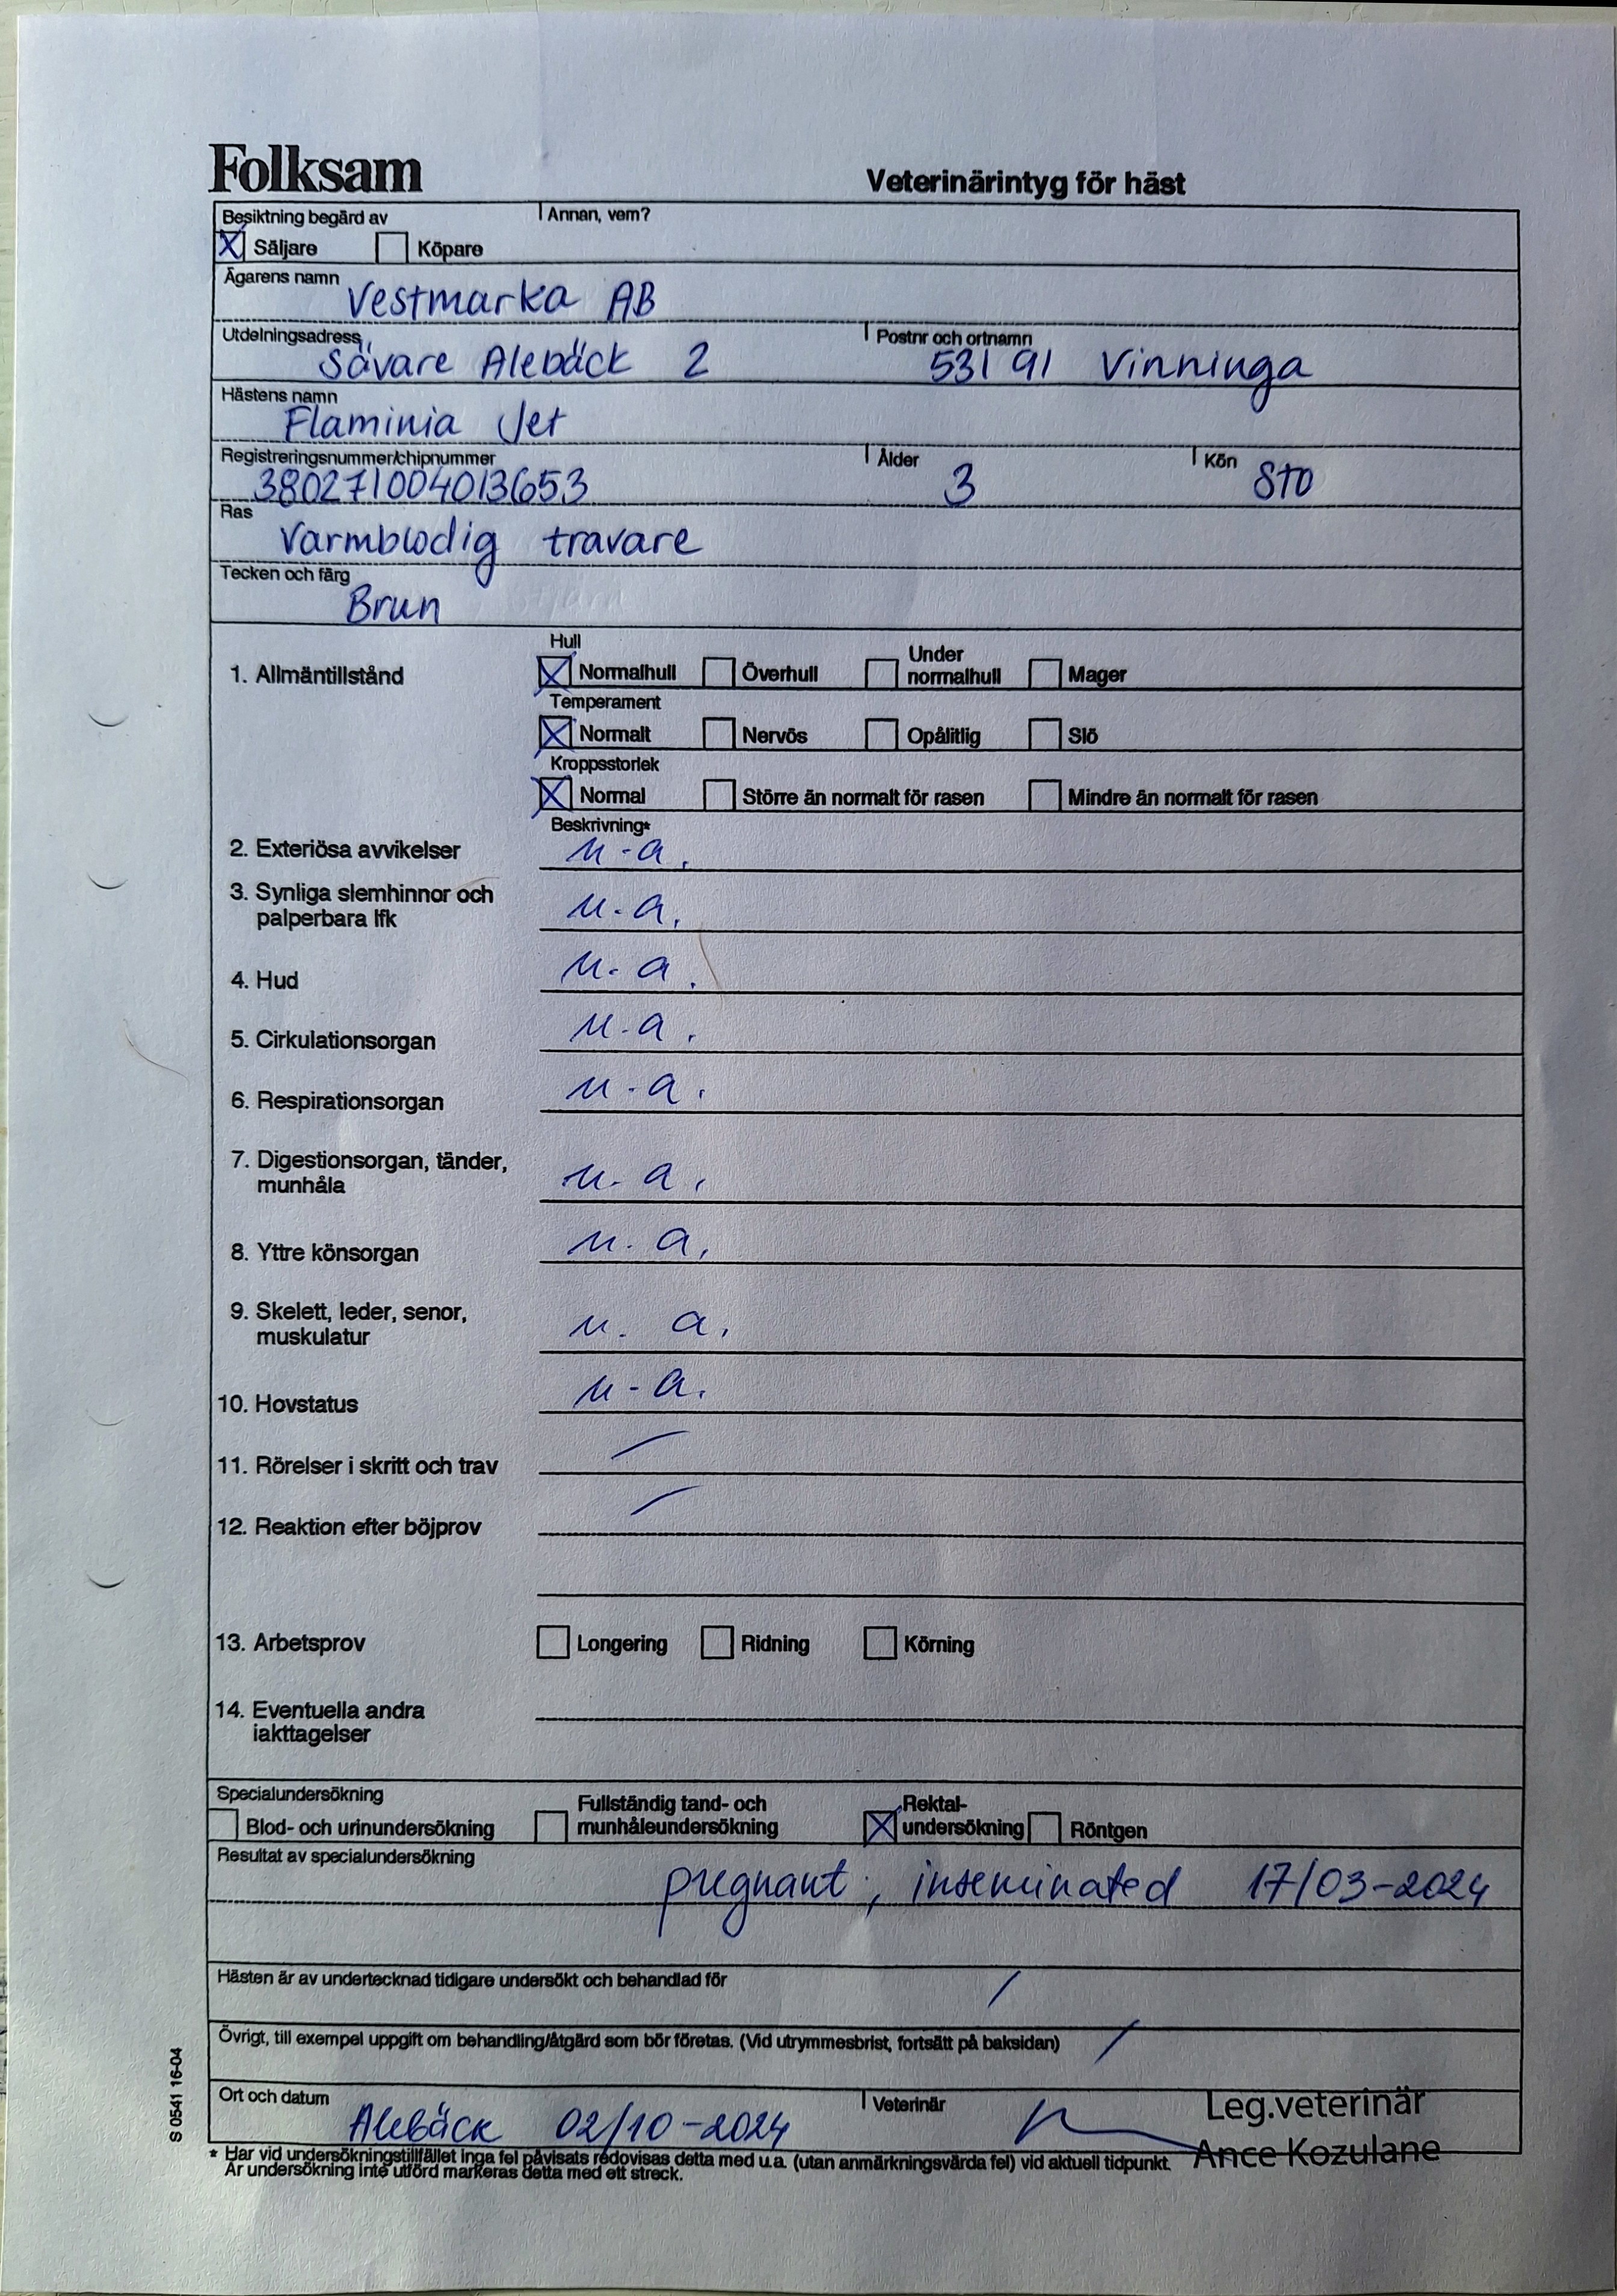 Folksam
Veterinärintyg för häst
Besiktning begärd av
Annan, vem?
X Säljare Köpare
Ägarens namn
Vestmarka AB
Utdelningsadress
Postnr och ortnamn
Sävare Alebäck 2
531 91 Vinninga
Hästens namn
Flaminia Jet
Registreringsnummer/chipnummer
Ålder
Kön
380271004013653
3
Sto
Ras
Varmblodig travare
Tecken och färg
Brun
Hull
1. Allmäntillstånd
X Normalhull Överhull Under normalhull Mager
Temperament
X Normalt Nervös Opålitlig Slö
Kroppsstorlek
X Normal Större än normalt för rasen Mindre än normalt för rasen
Beskrivning*
2. Exteriösa avvikelser u.a.
3. Synliga slemhinnor och
palperbara lfk u.a.
4. Hud u.a.
5. Cirkulationsorgan u.a.
6. Respirationsorgan u.a.
7. Digestionsorgan, tänder,
munhåla u.a.
8. Yttre könsorgan u.a.
9. Skelett, leder, senor,
muskulatur u.a.
10. Hovstatus u-a.
11. Rörelser i skritt och trav /
12. Reaktion efter böjprov /
13. Arbetsprov Longering Ridning Körning
14. Eventuella andra
iakttagelser
Specialundersökning
Blod- och urinundersökning
Fullständig tand- och
munhåleundersökning
X Rektal-
undersökning
Röntgen
Resultat av specialundersökning
pregnant; inseminated 17/03-2024
Hästen är av undertecknad tidigare undersökt och behandlad för /
Övrigt, till exempel uppgift om behandling/åtgärd som bör företas. (Vid utrymmesbrist, fortsätt på baksidan) /
Ort och datum
Alebäck 02/10-2024
Veterinär
Leg.veterinär
Ance Kozulane
* Har vid undersökningstillfället inga fel påvisats redovisas detta med u.a. (utan anmärkningsvärda fel) vid aktuell tidpunkt.
Är undersökning inte utförd markeras detta med ett streck.
S 0541 16-04